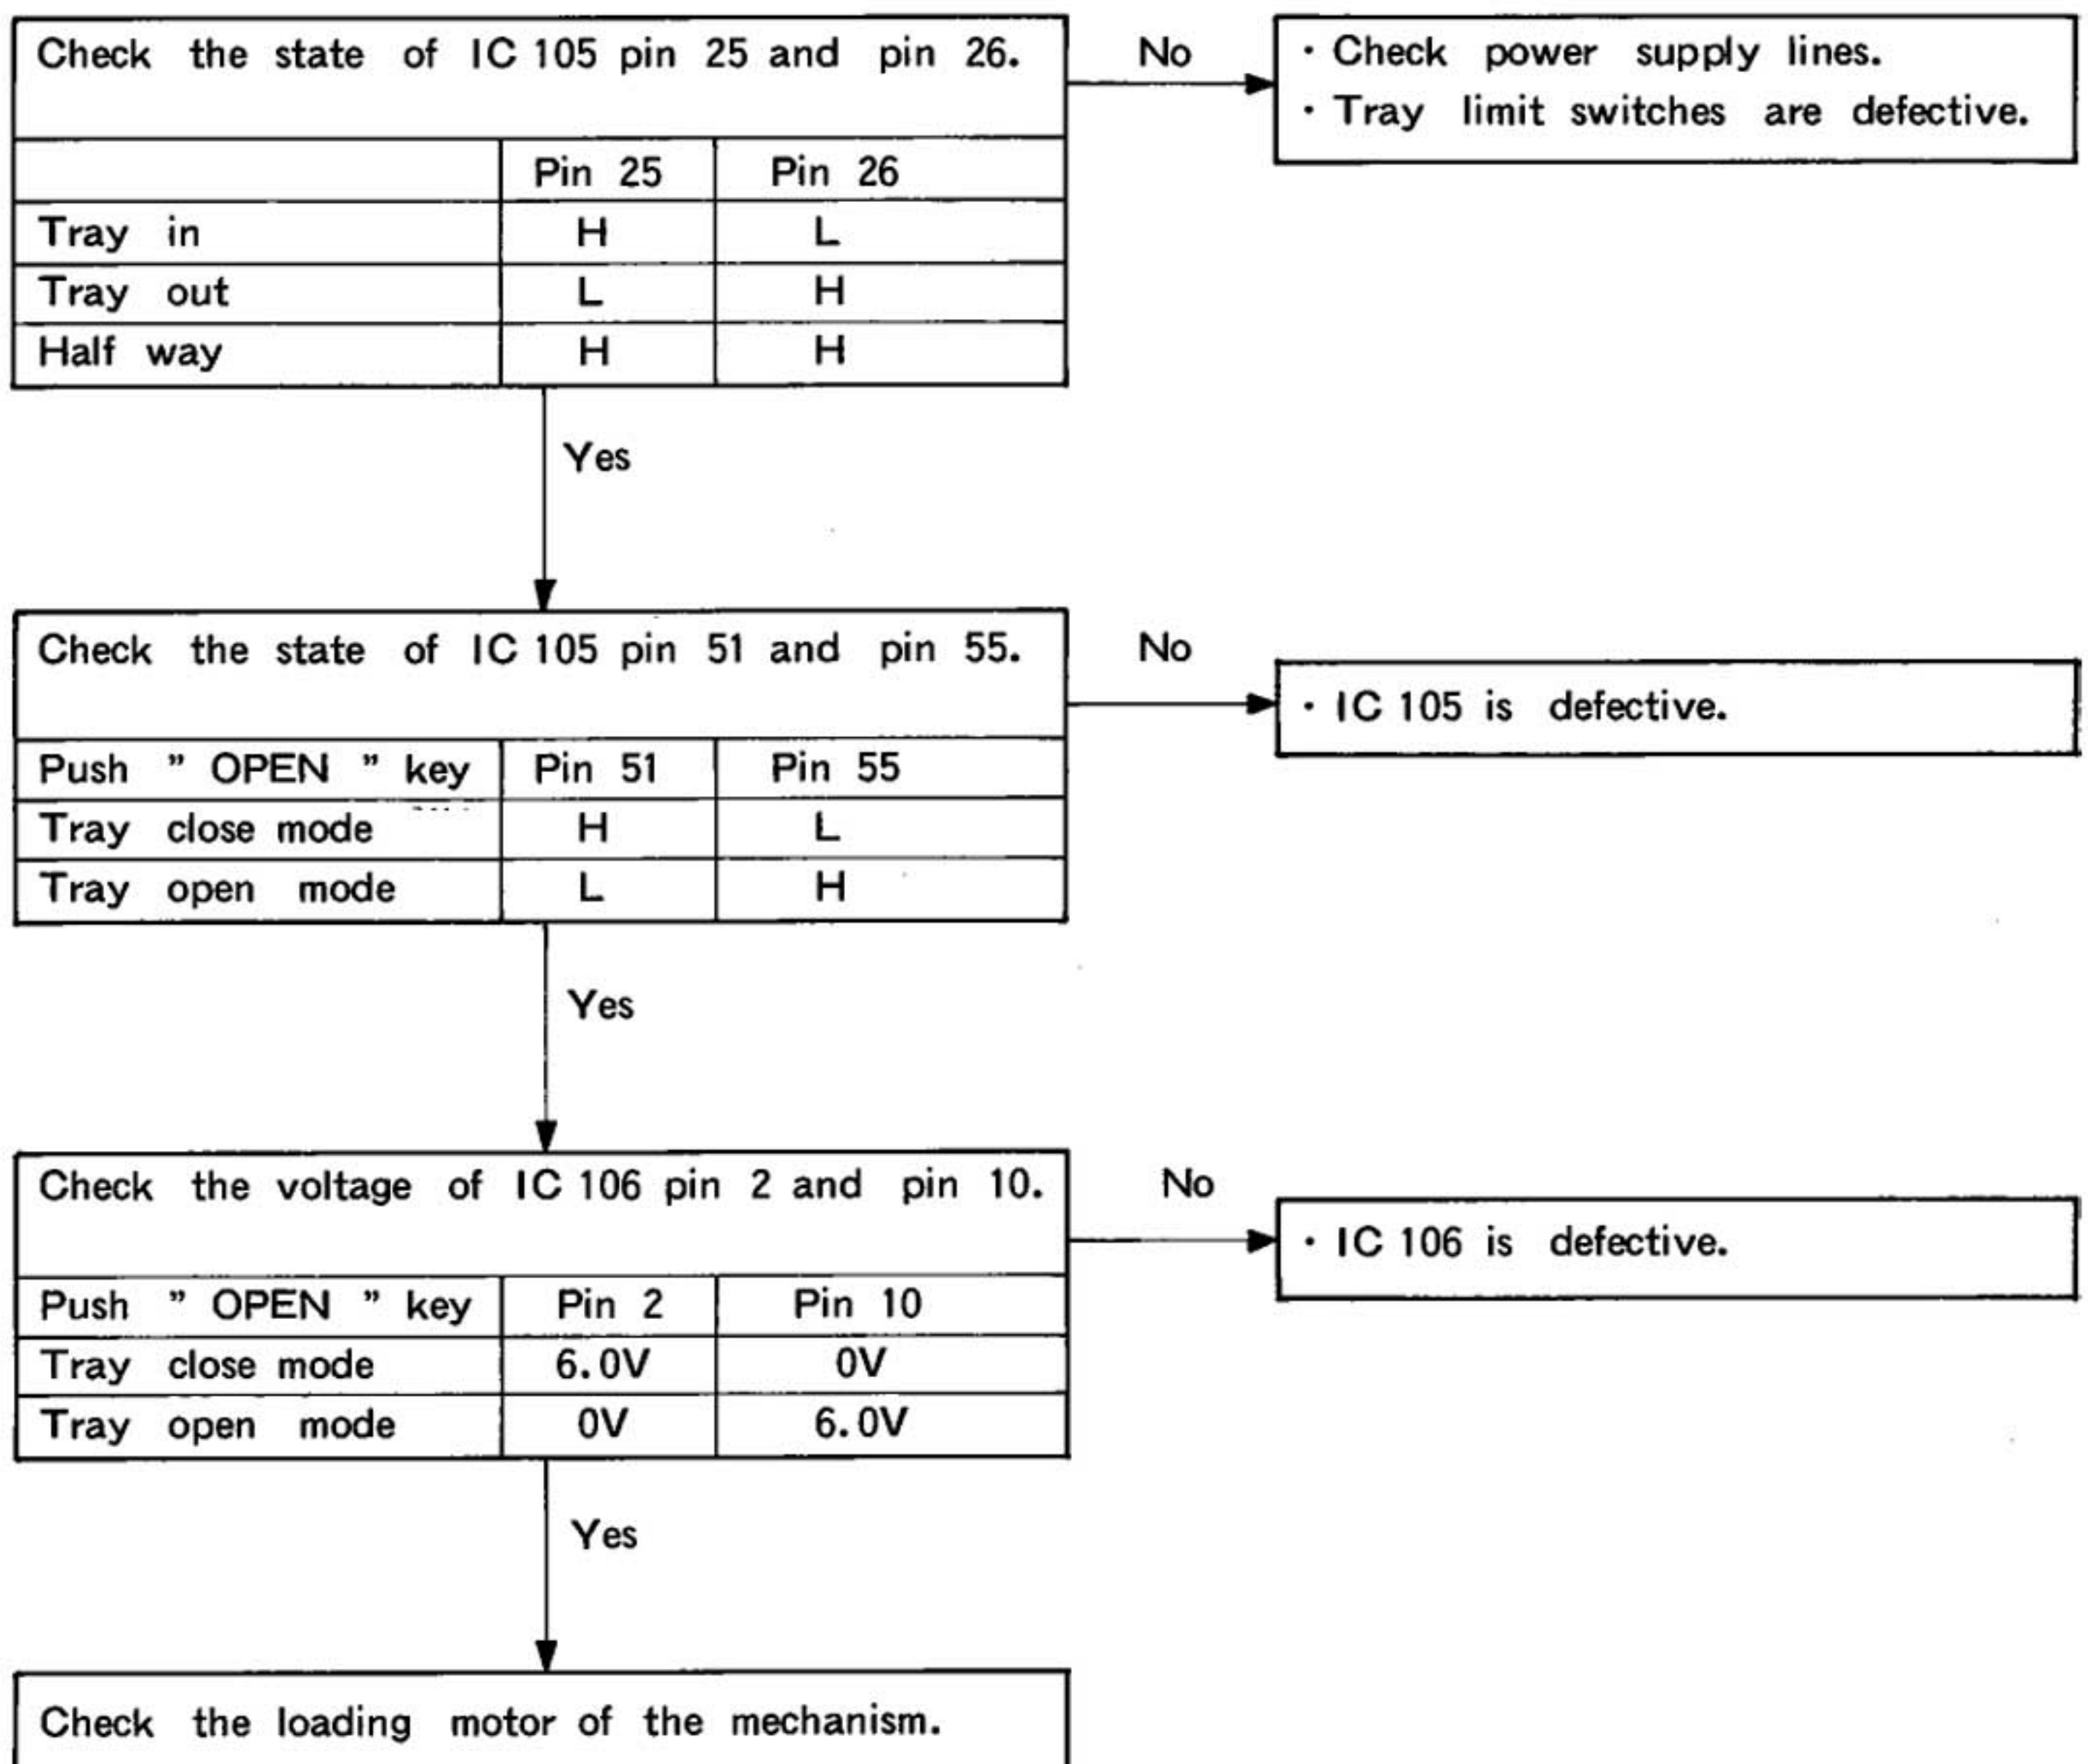 Check the state of IC 105 pin 25 and pin 26.
Pin 25 Pin 26
Tray in H L
Tray out L H
Half way H H
No
· Check power supply lines.
· Tray limit switches are defective.
Yes
Check the state of IC 105 pin 51 and pin 55.
Push " OPEN " key Pin 51 Pin 55
Tray close mode H L
Tray open mode L H
No
· IC 105 is defective.
Yes
Check the voltage of IC 106 pin 2 and pin 10.
Push " OPEN " key Pin 2 Pin 10
Tray close mode 6.0V 0V
Tray open mode 0V 6.0V
No
· IC 106 is defective.
Yes
Check the loading motor of the mechanism.